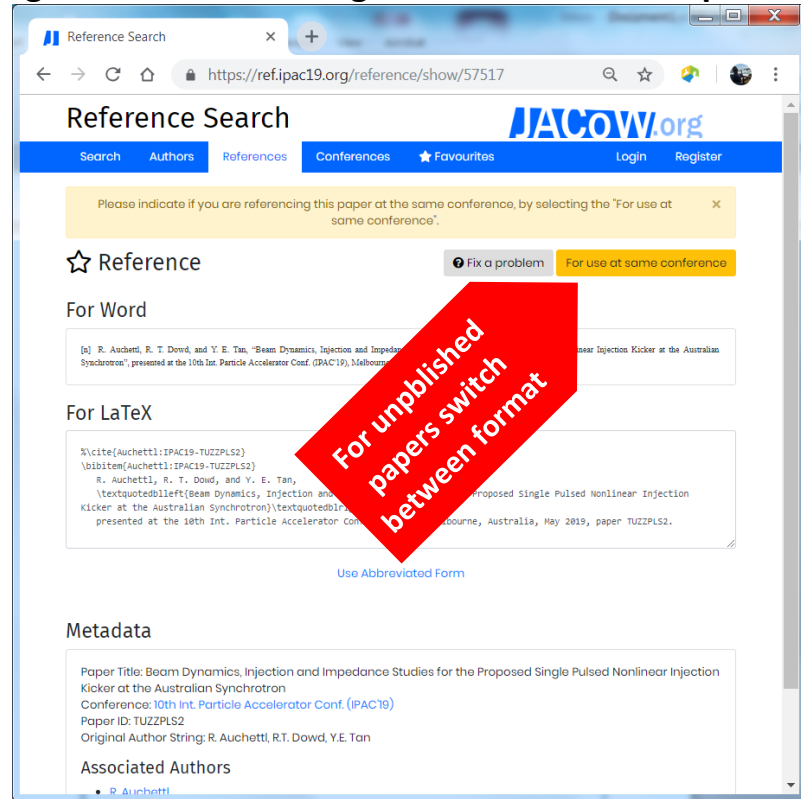 Reference Search
https://ref.ipac19.org/reference/show/57517
Reference Search
JACoW.org
Search Authors References Conferences Favourites Login Register
Please indicate if you are referencing this paper at the same conference, by selecting the "For use at
same conference".
Reference
Fix a problem
For use at same conference
For Word
[n] R. Auchettl, R. T. Dowd, and Y. E. Tan, "Beam Dynamics, Injection and Impedan near Injection Kicker at the Australian
Synchrotron", presented at the 10th Int. Particle Accelerator Conf. (IPAC'19), Melbourne
For LaTeX
%\cite{Auchettl:IPAC19-TUZZPLS2}
\bibitem{Auchettl:IPAC19-TUZZPLS2}
R. Auchettl, R. T. Dowd, and Y. E. Tan,
\textquotedblleft{Beam Dynamics, Injection and Proposed Single Pulsed Nonlinear Injection
Kicker at the Australian Synchrotron}\textquotedblri
presented at the 10th Int. Particle Accelerator Con bourne, Australia, May 2019, paper TUZZPLS2.
For unpblished
papers switch
between format
Use Abbreviated Form
Metadata
Paper Title: Beam Dynamics, Injection and Impedance Studies for the Proposed Single Pulsed Nonlinear Injection
Kicker at the Australian Synchrotron
Conference: 10th Int. Particle Accelerator Conf. (IPAC'19)
Paper ID: TUZZPLS2
Original Author String: R. Auchettl, R.T. Dowd, Y.E. Tan
Associated Authors
R. Auchettl